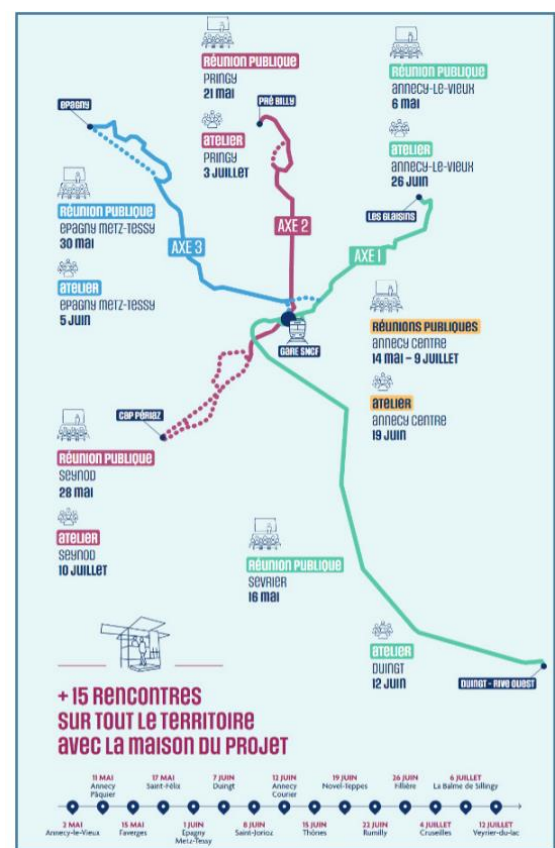 RÉUNION PUBLIQUE
PRINGY
21 MAI
ATELIER
PRINGY
3 JUILLET
RÉUNION PUBLIQUE
ANNECY-LE-VIEUX
6 MAI
ATELIER
ANNECY-LE-VIEUX
26 JUIN
EPAGNY
PRÉ BILLY
LES GLAISINS
RÉUNION PUBLIQUE
EPAGNY METZ-TESSY
30 MAI
ATELIER
EPAGNY METZ-TESSY
5 JUIN
AXE 3
AXE 2
AXE 1
GARE SNCF
RÉUNIONS PUBLIQUES
ANNECY CENTRE
14 MAI – 9 JUILLET
ATELIER
ANNECY CENTRE
19 JUIN
CAP PÉRIAZ
RÉUNION PUBLIQUE
SEYNOD
28 MAI
ATELIER
SEYNOD
10 JUILLET
RÉUNION PUBLIQUE
SEVRIER
16 MAI
ATELIER
DUINGT
12 JUIN
DUINGT - RIVE OUEST
+ 15 RENCONTRES
SUR TOUT LE TERRITOIRE
AVEC LA MAISON DU PROJET
2 MAI
Annecy-le-Vieux
11 MAI
Annecy
Pâquier
15 MAI
Faverges
17 MAI
Saint-Félix
1 JUIN
Epagny
Metz-Tessy
7 JUIN
Duingt
8 JUIN
Saint-Jorioz
12 JUIN
Annecy
Courier
15 JUIN
Thônes
19 JUIN
Novel-Teppes
22 JUIN
Rumilly
26 JUIN
Fillière
4 JUILLET
Cruseilles
6 JUILLET
La Balme de Sillingy
12 JUILLET
Veyrier-du-lac